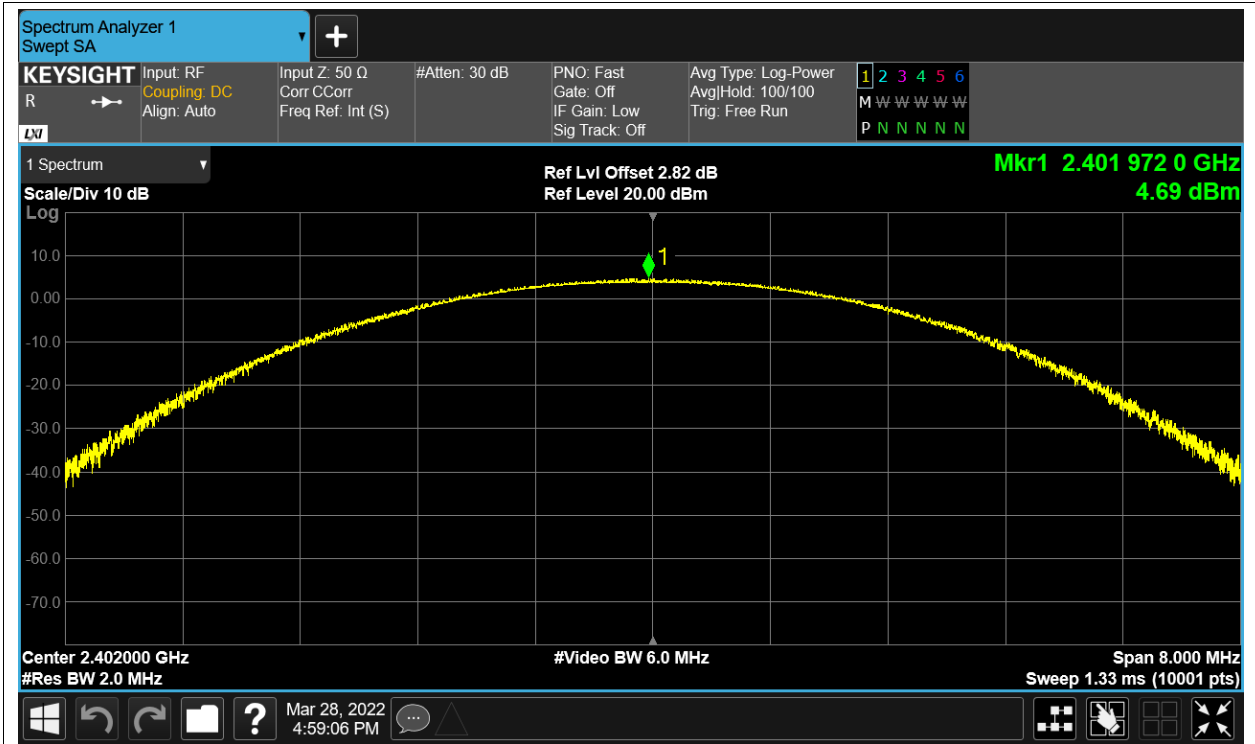 Spectrum Analyzer 1
Swept SA
KEYSIGHT
R
LXI
Input: RF
Coupling: DC
Align: Auto
Input Z: 50 Ω
Corr CCorr
Freq Ref: Int (S)
#Atten: 30 dB
PNO: Fast
Gate: Off
IF Gain: Low
Sig Track: Off
Avg Type: Log-Power
Avg|Hold: 100/100
Trig: Free Run
1 2 3 4 5 6
M W W W W W
P N N N N N
1 Spectrum
Scale/Div 10 dB
Ref Lvl Offset 2.82 dB
Ref Level 20.00 dBm
Mkr1 2.401 972 0 GHz
4.69 dBm
Log
1
10.0
0.00
-10.0
-20.0
-30.0
-40.0
-50.0
-60.0
-70.0
Center 2.402000 GHz
#Res BW 2.0 MHz
#Video BW 6.0 MHz
Span 8.000 MHz
Sweep 1.33 ms (10001 pts)
?
Mar 28, 2022
4:59:06 PM